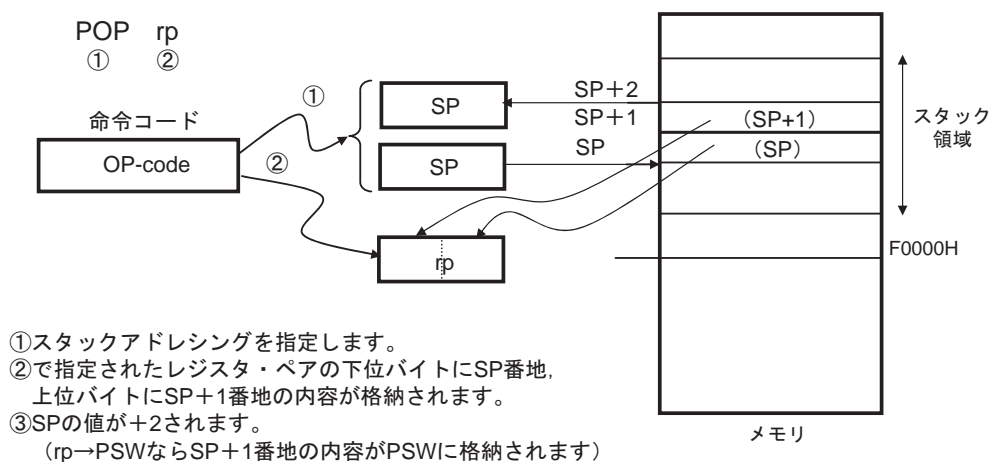 POP rp
① ②
命令コード
OP-code
①
②
SP
SP
rp
SP＋2
SP＋1
SP
（SP+1）
（SP）
スタック
領域
F0000H
メモリ
①スタックアドレシングを指定します。
②で指定されたレジスタ・ペアの下位バイトにSP番地,
上位バイトにSP＋1番地の内容が格納されます。
③SPの値が＋2されます。
（rp→PSWならSP＋1番地の内容がPSWに格納されます）